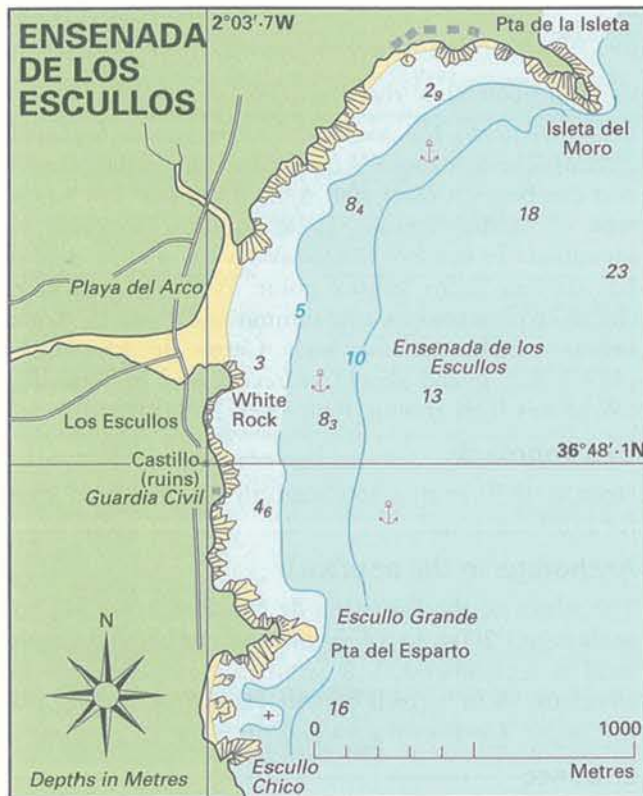 ENSENADA
DE LOS
ESCULLOS
2°03'·7W
Pta de la Isleta
2₉
Isleta del
Moro
8₄
18
23
Playa del Arco
5
10
Ensenada de los
Escullos
3
White
Rock
13
8₃
Los Escullos
36°48'·1N
Castillo
(ruins)
Guardia Civil
4₆
N
Escullo Grande
Pta del Esparto
16
0
1000
Metres
Depths in Metres
Escullo
Chico